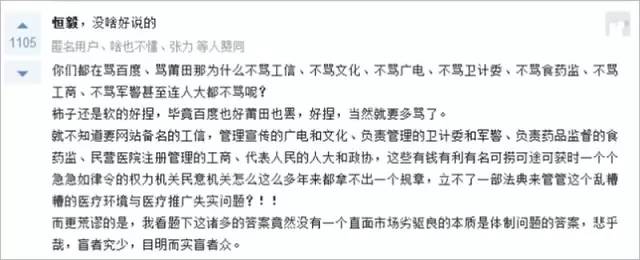 恒毅，没啥好说的
1105
匿名用户、啥也不懂、张力 等人赞同
你们都在骂百度、骂莆田那为什么不骂工信、不骂文化、不骂广电、不骂卫计委、不骂食药监、不骂
工商、不骂军警甚至连人大都不骂呢？
柿子还是软的好捏，毕竟百度也好莆田也罢，好捏，当然就要多骂了。
就不知道要网站备名的工信，管理宣传的广电和文化、负责管理的卫计委和军警、负责药品监督的食
药监、民营医院注册管理的工商、代表人民的人大和政协，这些有钱有利有名可捞可途可获时一个个
急急如律令的权力机关民意机关怎么这么多年来都拿不出一个规章，立不了一部法典来管管这个乱糟
糟的医疗环境与医疗推广失实问题？！！
而更荒谬的是，我看题下这诸多的答案竟然没有一个直面市场劣驱良的本质是体制问题的答案，悲乎
哉，盲者究少，目明而实盲者众。